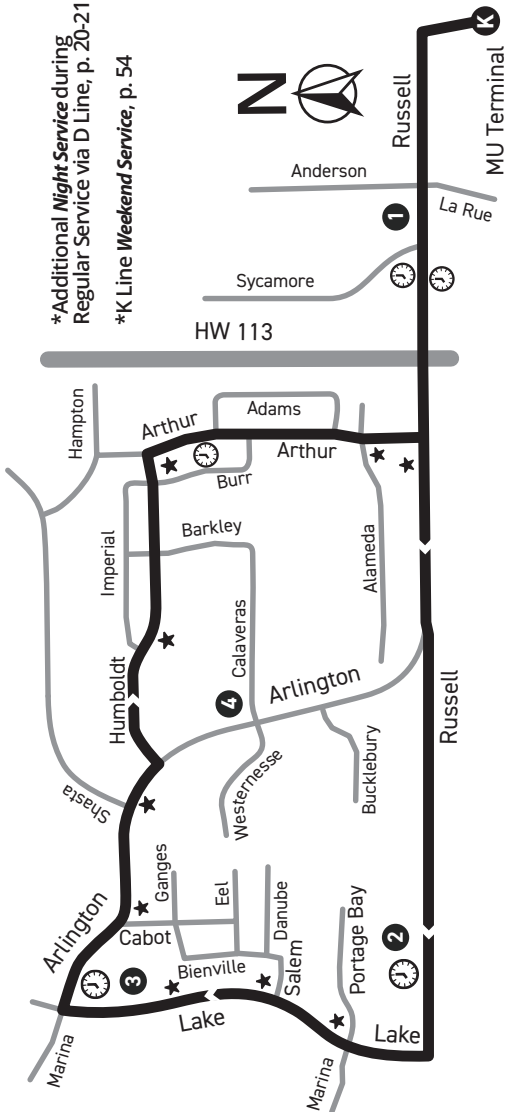 *Additional Night Service during
Regular Service via D Line, p. 20-21
*K Line Weekend Service, p. 54
N
K
MU Terminal
Russell
Anderson
La Rue
1
Sycamore
HW 113
Hampton
Arthur
Adams
Arthur
Burr
Imperial
Barkley
Alameda
Calaveras
Humboldt
4
Arlington
Russell
Shasta
Westernesse
Bucklebury
Arlington
Ganges
Cabot
Eel
Danube
Bienville
Salem
Portage Bay
2
3
Lake
Lake
Marina
Marina